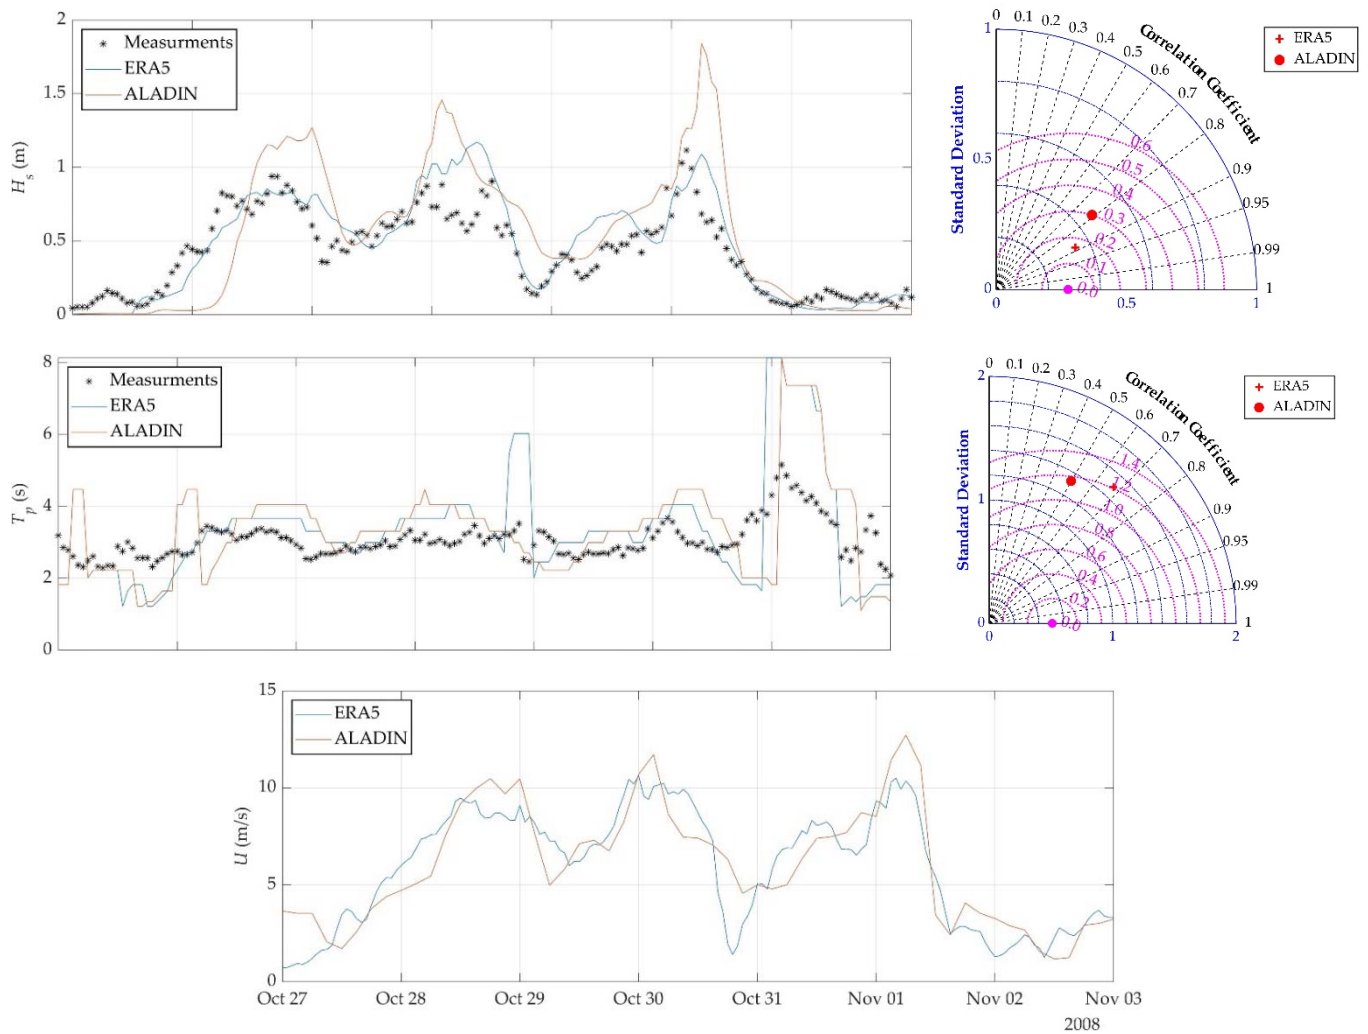 2
1.5
1
0.5
0
H_s (m)
Measurments
ERA5
ALADIN
0 0.1 0.2 0.3 0.4 0.5 0.6 0.7 0.8 0.9 0.95 0.99 1
Correlation Coefficient
Standard Deviation
1
0.5
0
0 0.5 1
0.6
0.5
0.4
0.3
0.2
0.1
0.0
ERA5
ALADIN
8
6
4
2
0
T_p (s)
Measurments
ERA5
ALADIN
0 0.1 0.2 0.3 0.4 0.5 0.6 0.7 0.8 0.9 0.95 0.99 1
Correlation Coefficient
Standard Deviation
2
1
0
0 1 2
1.4
1.2
1.0
0.8
0.6
0.4
0.2
0.0
ERA5
ALADIN
15
10
5
0
U (m/s)
ERA5
ALADIN
Oct 27 Oct 28 Oct 29 Oct 30 Oct 31 Nov 01 Nov 02 Nov 03
2008